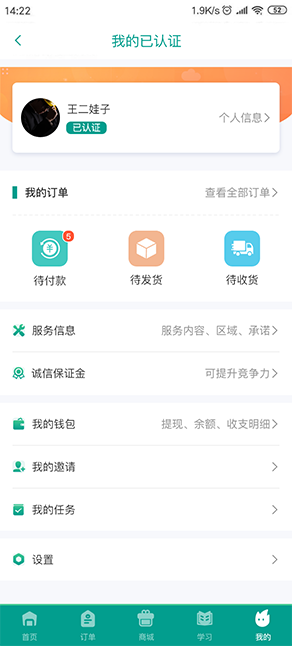 14:22 1.9K/s 52
我的已认证
王二娃子
已认证
个人信息
我的订单 查看全部订单
5
待付款 待发货 待收货
服务信息 服务内容、区域、承诺
诚信保证金 可提升竞争力
我的钱包 提现、余额、收支明细
我的邀请
我的任务
设置
首页 订单 商城 学习 我的